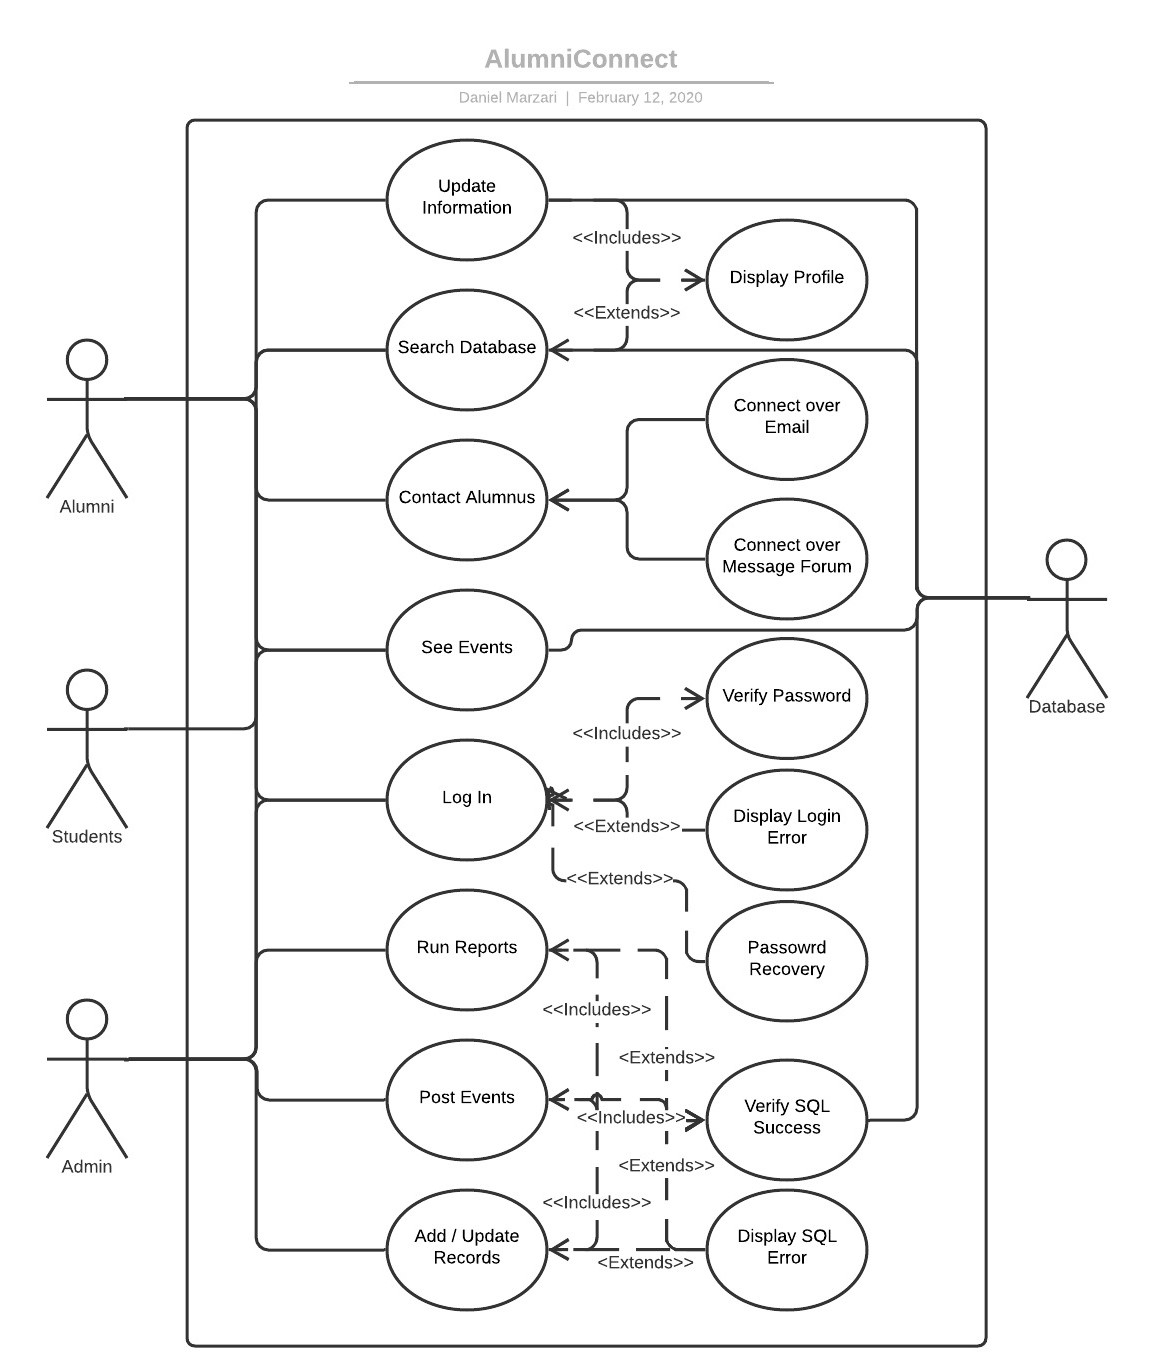 AlumniConnect
Daniel Marzari | February 12, 2020
Update
Information
<<Includes>>
Display Profile
<<Extends>>
Search Database
Connect over
Email
Contact Alumnus
Alumni
Connect over
Message Forum
See Events
Verify Password
Database
<<Includes>>
Log In
Display Login
Error
<<Extends>>
Students
<<Extends>>
Run Reports
Passowrd
Recovery
<<Includes>>
<Extends>>
Post Events
Verify SQL
Success
<<Includes>>
Admin
<Extends>>
<<Includes>>
Add / Update
Records
Display SQL
Error
<Extends>>